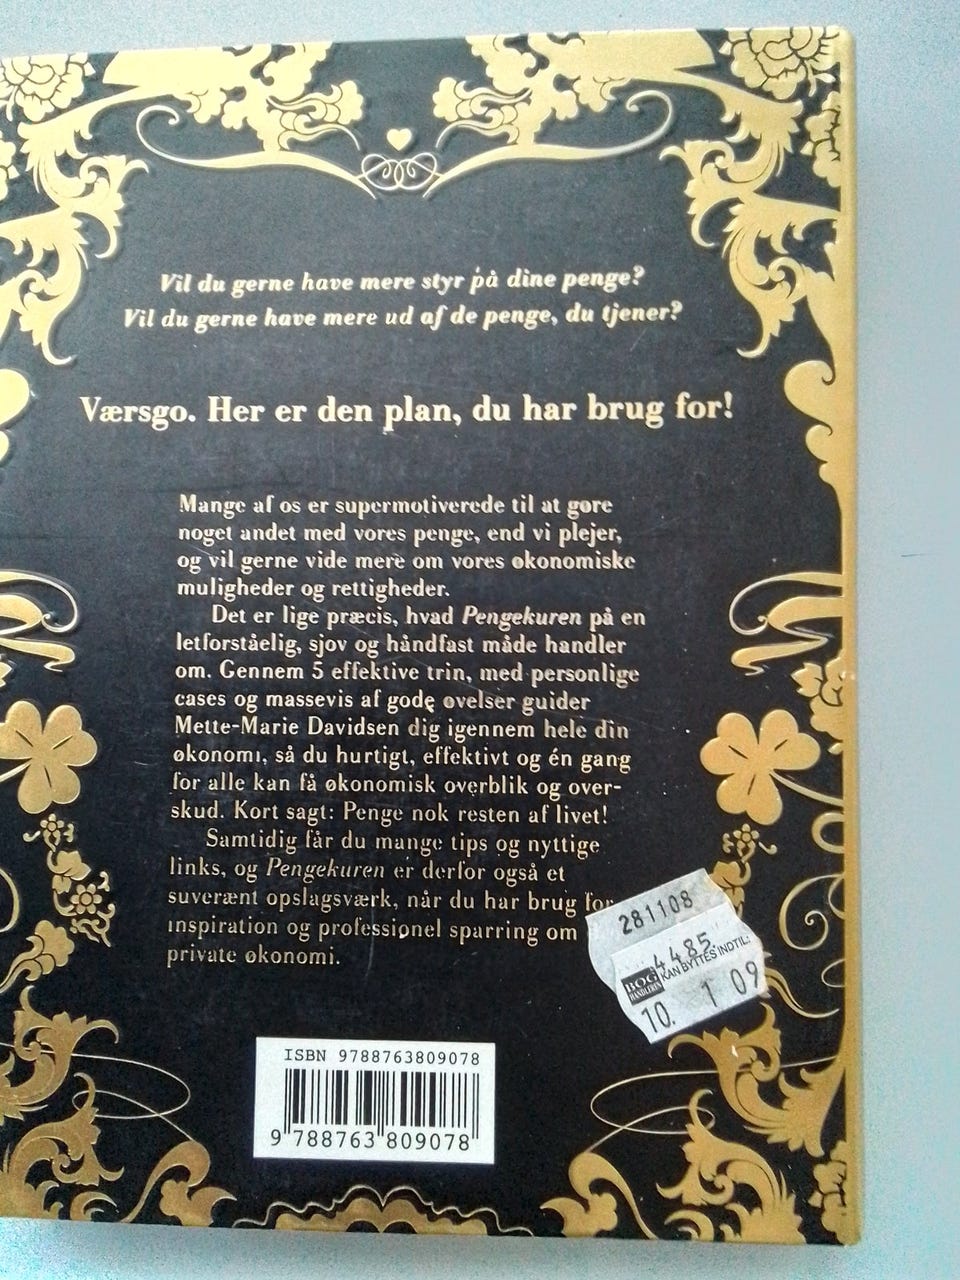 Vil du gerne have mere styr på dine penge?
Vil du gerne have mere ud af de penge, du tjener?
Værsgo. Her er den plan, du har brug for!
Mange af os er supermotiverede til at gøre
noget andet med vores penge, end vi plejer,
og vil gerne vide mere om vores økonomiske
muligheder og rettigheder.
Det er lige præcis, hvad Pengekuren på en
letforståelig, sjov og håndfast måde handler
om. Gennem 5 effektive trin, med personlige
cases og massevis af gode øvelser guider
Mette-Marie Davidsen dig igennem hele din
økonomi, så du hurtigt, effektivt og én gang
for alle kan få økonomisk overblik og over-
skud. Kort sagt: Penge nok resten af livet!
Samtidig får du mange tips og nyttige
links, og Pengekuren er derfor også et
suverænt opslagsværk, når du har brug for
inspiration og professionel sparring om
private økonomi.
281108
4485
BOG
HANDLEREN
KAN BYTTES INDTIL:
10. 1 09
ISBN 9788763809078
9 788763 809078